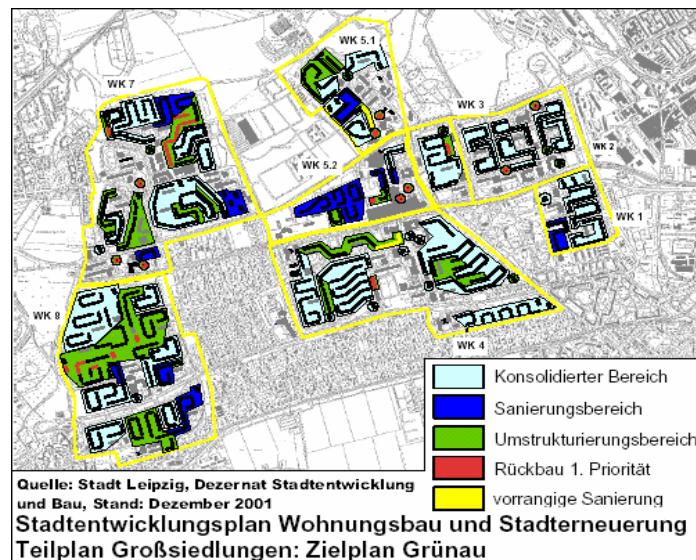 WK 5.1
WK 7
WK 3
WK 2
WK 5.2
WK 1
WK 8
WK 4
Konsolidierter Bereich
Sanierungsbereich
Umstrukturierungsbereich
Rückbau 1. Priorität
vorrangige Sanierung
Quelle: Stadt Leipzig, Dezernat Stadtentwicklung
und Bau, Stand: Dezember 2001
Stadtentwicklungsplan Wohnungsbau und Stadterneuerung
Teilplan Großsiedlungen: Zielplan Grünau